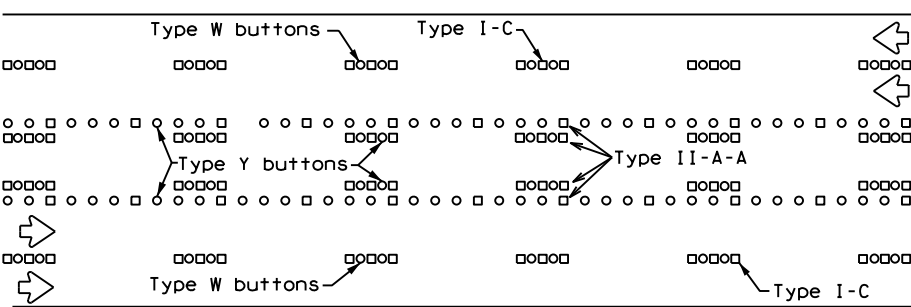 Type W buttons
Type I-C
Type Y buttons
Type II-A-A
Type W buttons
Type I-C